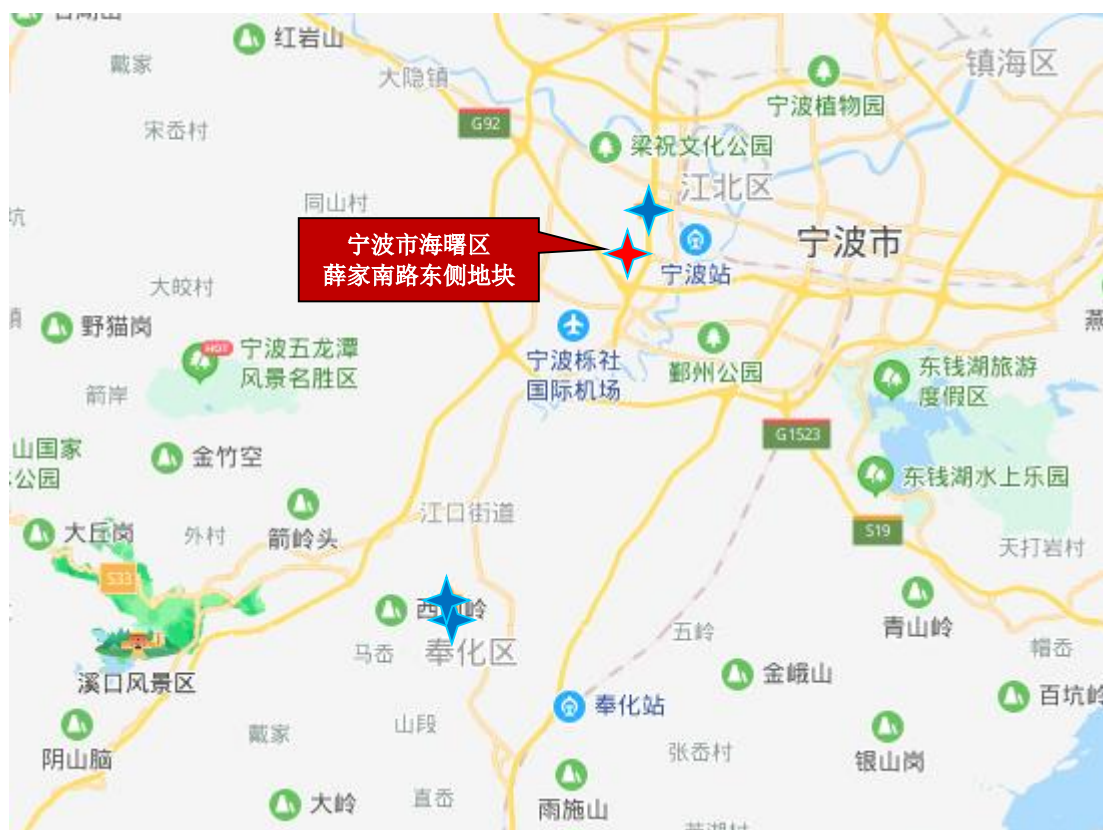 红岩山
戴家
大隐镇
镇海区
宁波植物园
宋岙村
G92
梁祝文化公园
江北区
同山村
坑
宁波市海曙区
薛家南路东侧地块
宁波市
宁波站
大皎村
野猫岗
燕
HOT
宁波五龙潭
风景名胜区
宁波栎社
国际机场
鄞州公园
东钱湖旅游
度假区
箭岸
G1523
山国家
公园
金竹空
东钱湖水上乐园
江口街道
大丘岗
外村
箭岭头
S19
天打岩村
S33
西
岭
青山岭
马岙
奉化区
五岭
帽岙
金峨山
溪口风景区
百坑岭
奉化站
山段
戴家
张岙村
阴山脑
银山岗
大岭
直岙
雨施山